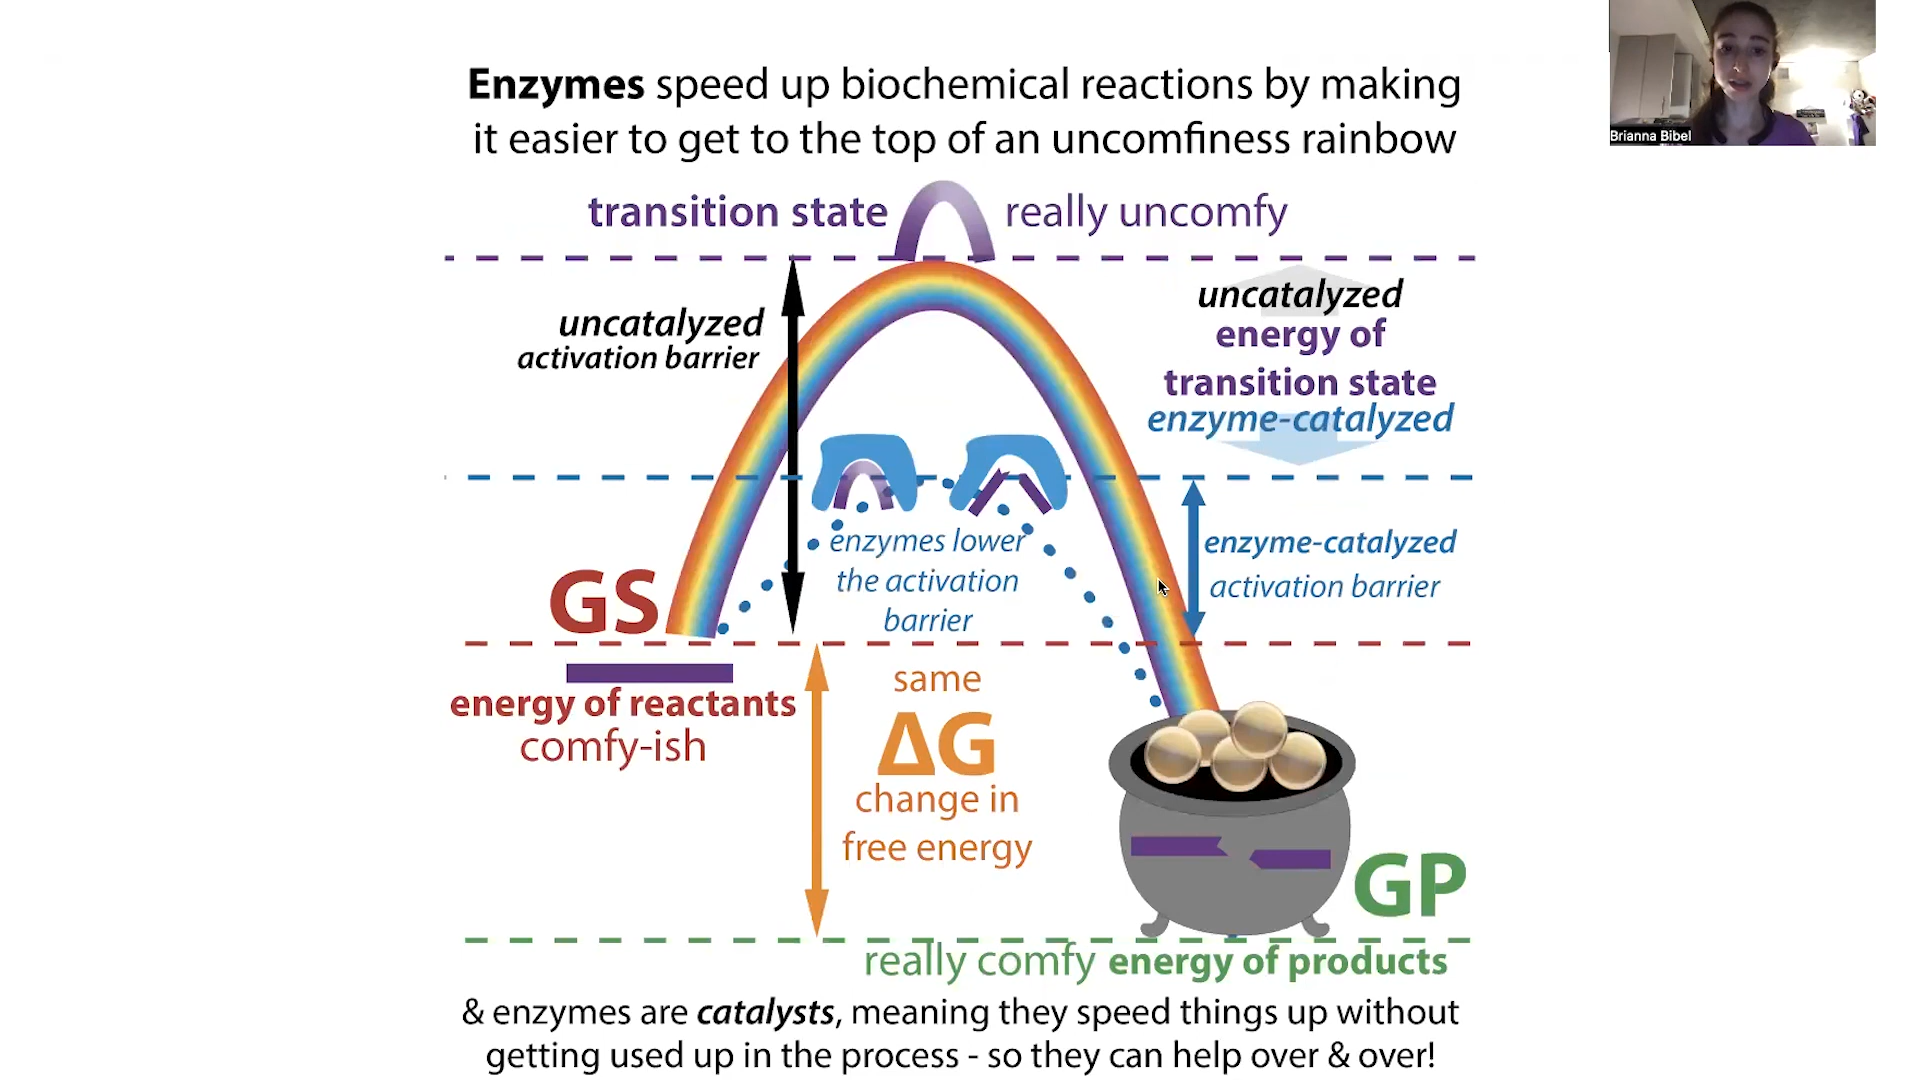 Enzymes speed up biochemical reactions by making
it easier to get to the top of an uncomfiness rainbow
Brianna Bibel
transition state
really uncomfy
uncatalyzed
activation barrier
uncatalyzed
energy of
transition state
enzyme-catalyzed
enzymes lower
the activation
barrier
enzyme-catalyzed
activation barrier
GS
energy of reactants
comfy-ish
same
ΔG
change in
free energy
GP
really comfy energy of products
& enzymes are catalysts, meaning they speed things up without
getting used up in the process - so they can help over & over!